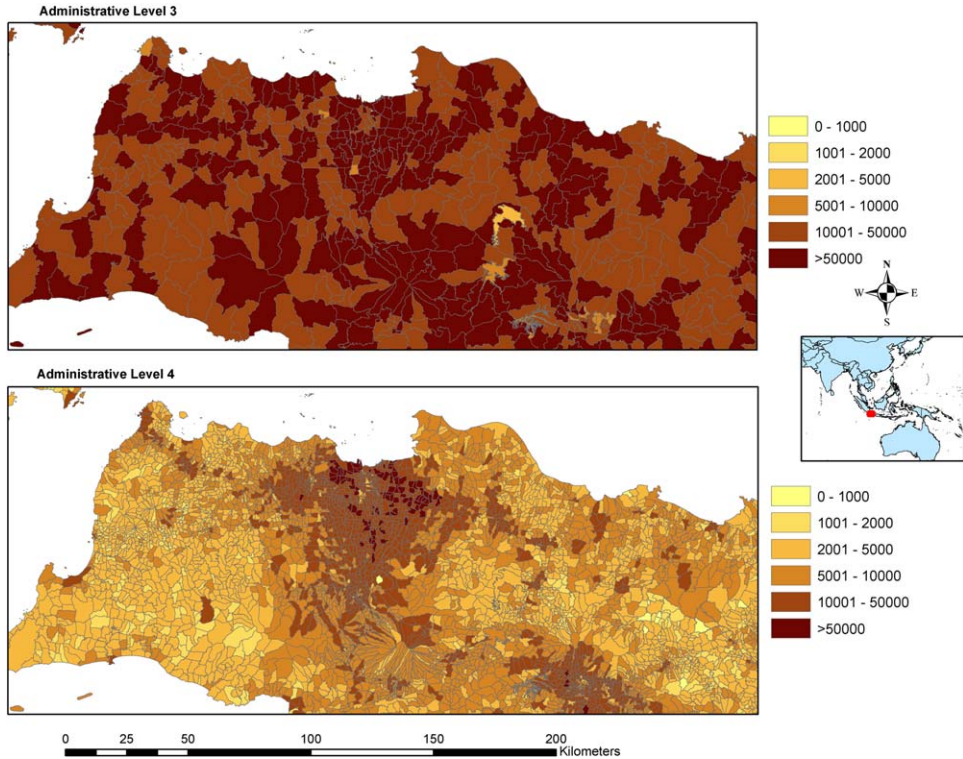 Administrative Level 3
0 - 1000
1001 - 2000
2001 - 5000
5001 - 10000
10001 - 50000
>50000
N
W E
S
Administrative Level 4
0 - 1000
1001 - 2000
2001 - 5000
5001 - 10000
10001 - 50000
>50000
0 25 50 100 150 200
Kilometers